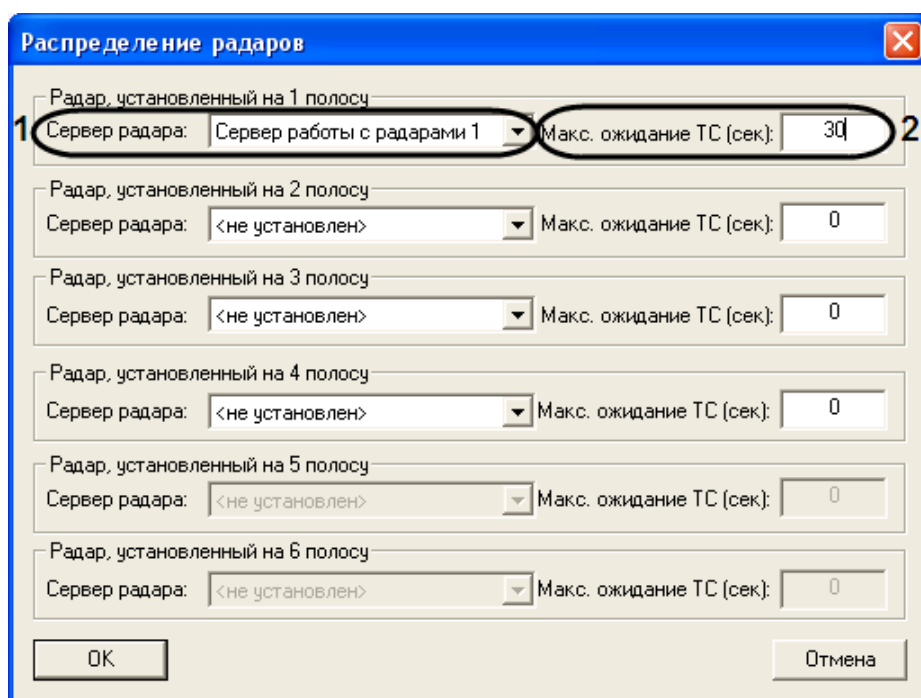 Распределение радаров
Радар, установленный на 1 полосу
1 Сервер радара: Сервер работы с радарами 1 Макс. ожидание ТС (сек): 30 2
Радар, установленный на 2 полосу
Сервер радара: <не установлен> Макс. ожидание ТС (сек): 0
Радар, установленный на 3 полосу
Сервер радара: <не установлен> Макс. ожидание ТС (сек): 0
Радар, установленный на 4 полосу
Сервер радара: <не установлен> Макс. ожидание ТС (сек): 0
Радар, установленный на 5 полосу
Сервер радара: <не установлен> Макс. ожидание ТС (сек): 0
Радар, установленный на 6 полосу
Сервер радара: <не установлен> Макс. ожидание ТС (сек): 0
OK Отмена